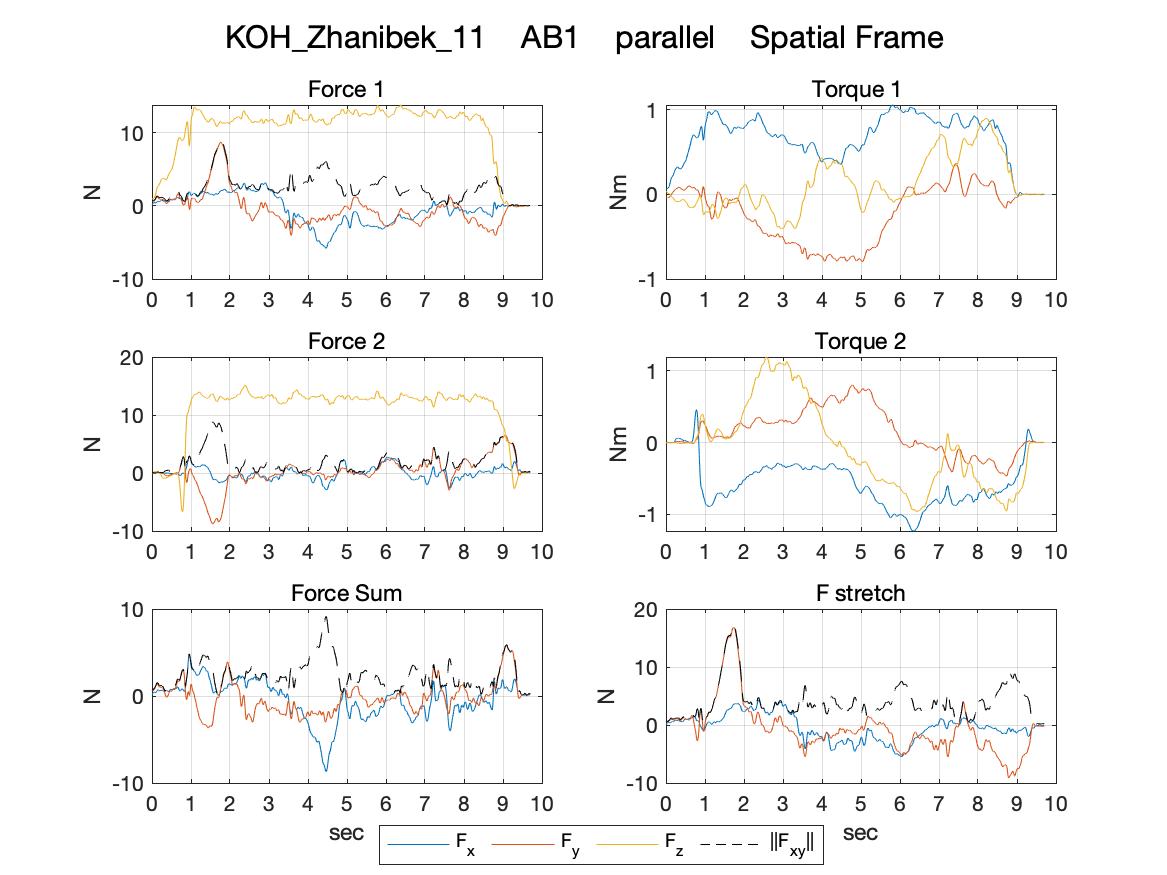 KOH_Zhanibek_11 AB1 parallel Spatial Frame
Force 1
N
10
0
-10
0 1 2 3 4 5 6 7 8 9 10
Torque 1
Nm
1
0
-1
0 1 2 3 4 5 6 7 8 9 10
Force 2
N
20
10
0
-10
0 1 2 3 4 5 6 7 8 9 10
Torque 2
Nm
1
0
-1
0 1 2 3 4 5 6 7 8 9 10
Force Sum
N
10
0
-10
0 1 2 3 4 5 6 7 8 9 10
sec
F stretch
N
20
10
0
-10
0 1 2 3 4 5 6 7 8 9 10
sec
Fx Fy Fz ||Fxy||